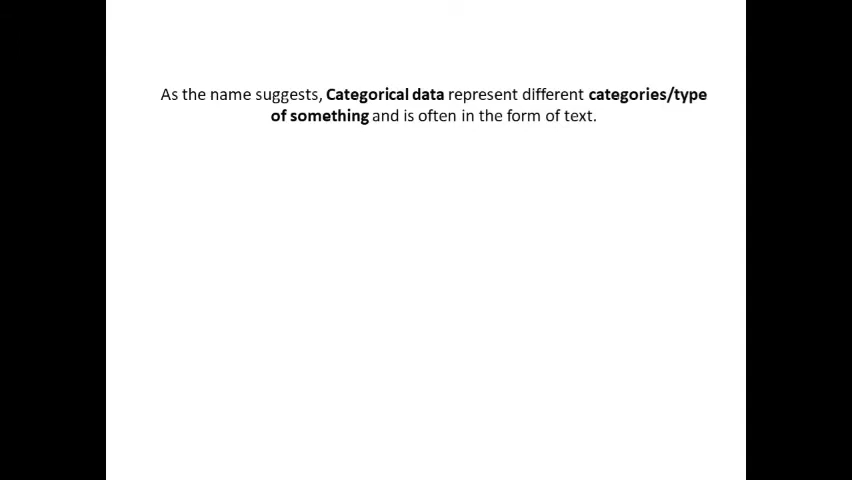 As the name suggests, Categorical data represent different categories/type
of something and is often in the form of text.